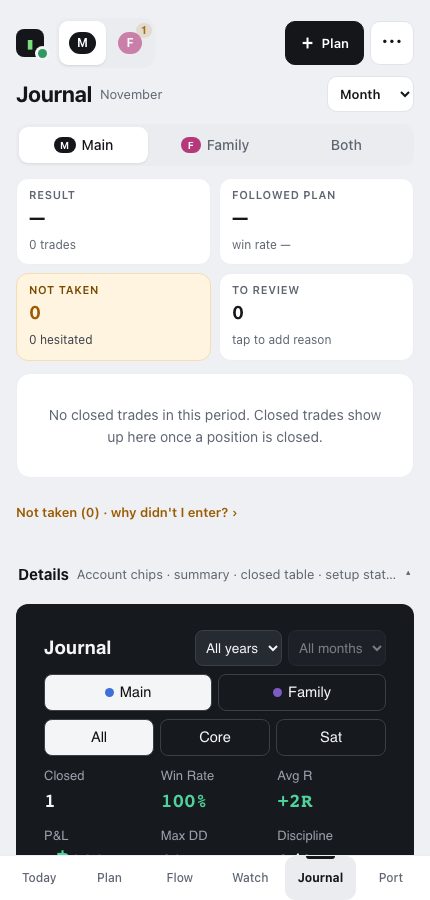 M F 1 + Plan •••
Journal November Month
M Main F Family Both
RESULT
—
0 trades
FOLLOWED PLAN
—
win rate —
NOT TAKEN
0
0 hesitated
TO REVIEW
0
tap to add reason
No closed trades in this period. Closed trades show
up here once a position is closed.
Not taken (0) · why didn't I enter? ›
Details Account chips · summary · closed table · setup stat...
Journal All years All months
Main Family
All Core Sat
Closed Win Rate Avg R
1 100% +2R
P&L Max DD Discipline
Today Plan Flow Watch Journal Port